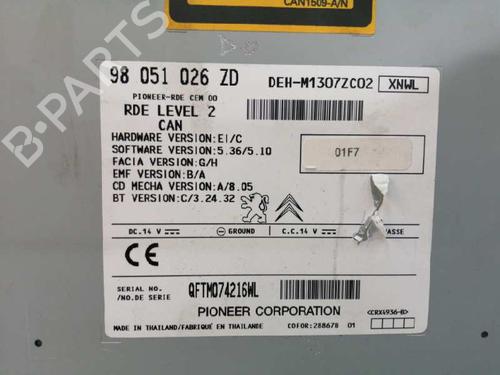 CAN1509-A/N
98 051 026 ZD
DEH-M1307ZC02 XNWL
PIONEER-RDE CEM 00
RDE LEVEL 2
CAN
HARDWARE VERSION:EI/C
SOFTWARE VERSION:5.36/5.10
FACIA VERSION:G/H
EMF VERSION:B/A
CD MECHA VERSION:A/8.05
BT VERSION:C/3.24.32
01F7
DC.14 V
GROUND
C.C.14 V
CE
SERIAL NO.
/NO.DE SERIE
QFTM074216WL
PIONEER CORPORATION
<CRX4936-B>
MADE IN THAILAND/FABRIQUÉ EN THAILANDE
COFOR:288678 01
B-PARTS